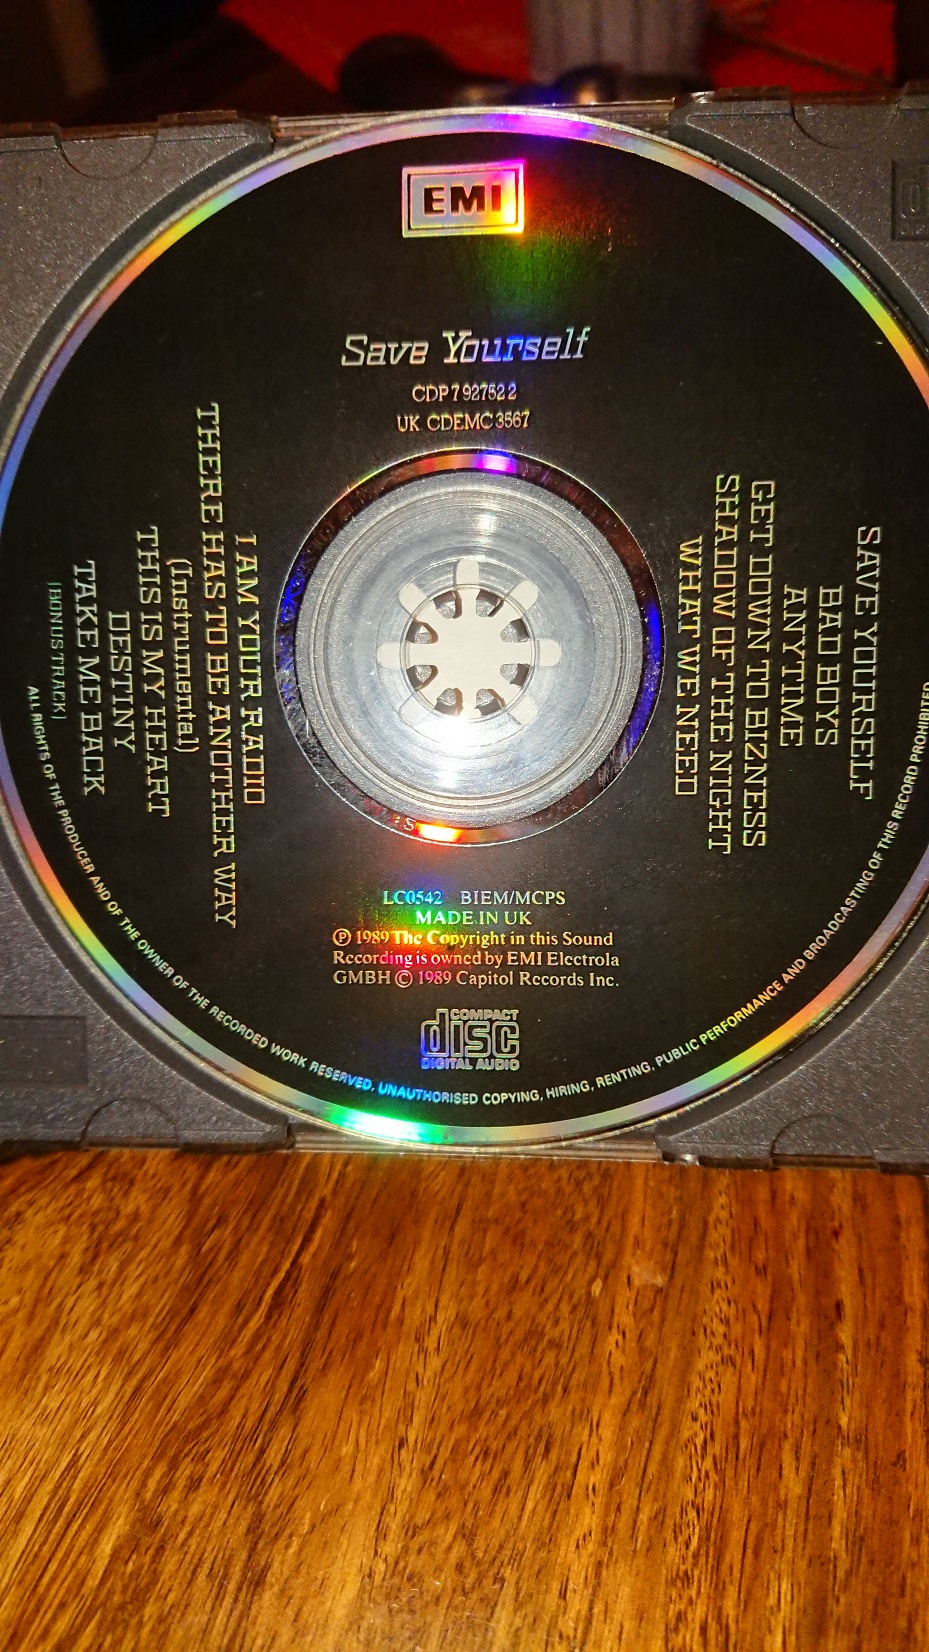 EMI
Save Yourself
CDP 7 92752 2
UK CDEMC 3567
SAVE YOURSELF
BAD BOYS
ANYTIME
GET DOWN TO BIZNESS
SHADOW OF THE NIGHT
WHAT WE NEED
I AM YOUR RADIO
THERE HAS TO BE ANOTHER WAY
(Instrumental)
THIS IS MY HEART
DESTINY
TAKE ME BACK
[BONUS TRACK]
LC0542 BIEM/MCPS
MADE IN UK
Ⓟ 1989 The Copyright in this Sound
Recording is owned by EMI Electrola
GMBH © 1989 Capitol Records Inc.
COMPACT
disc
DIGITAL AUDIO
ALL RIGHTS OF THE PRODUCER AND OF THE OWNER OF THE RECORDED WORK RESERVED. UNAUTHORISED COPYING, HIRING, RENTING, PUBLIC PERFORMANCE AND BROADCASTING OF THIS RECORD PROHIBITED